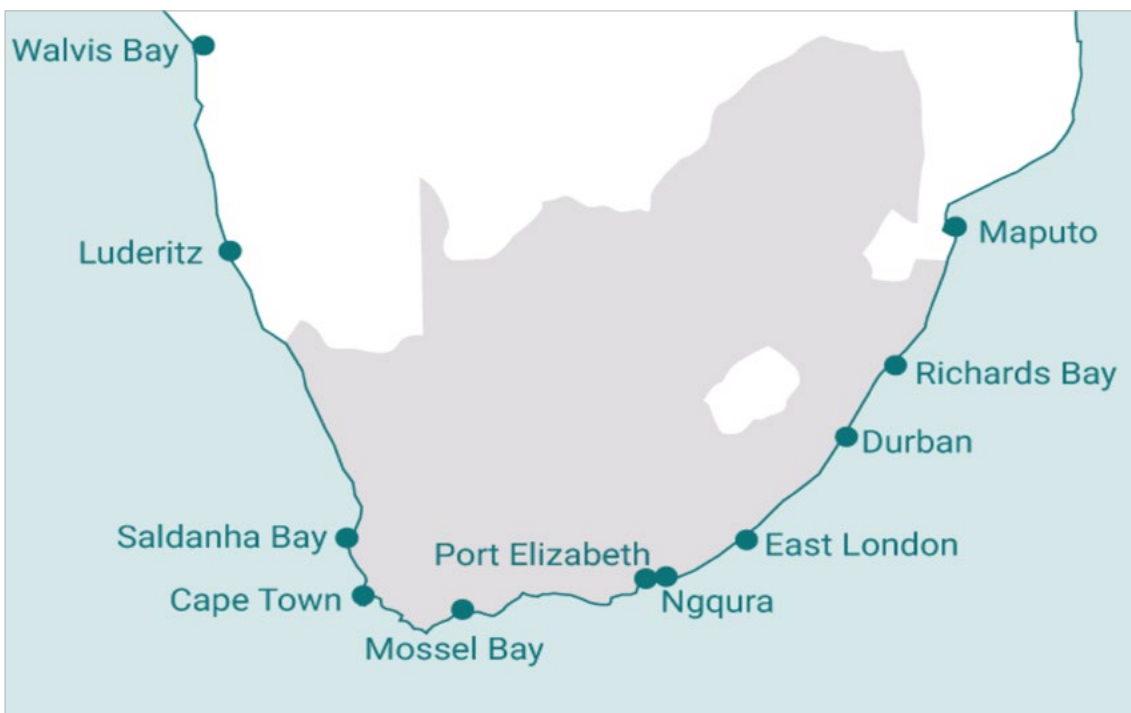 Walvis Bay
Luderitz
Maputo
Richards Bay
Durban
Saldanha Bay
Port Elizabeth
East London
Cape Town
Ngqura
Mossel Bay